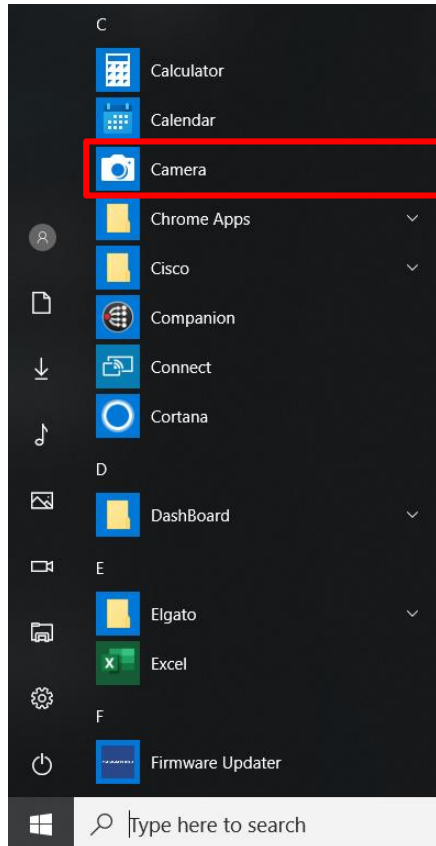 C
Calculator
Calendar
Camera
Chrome Apps
Cisco
Companion
Connect
Cortana
D
DashBoard
E
Elgato
Excel
F
Firmware Updater
Type here to search